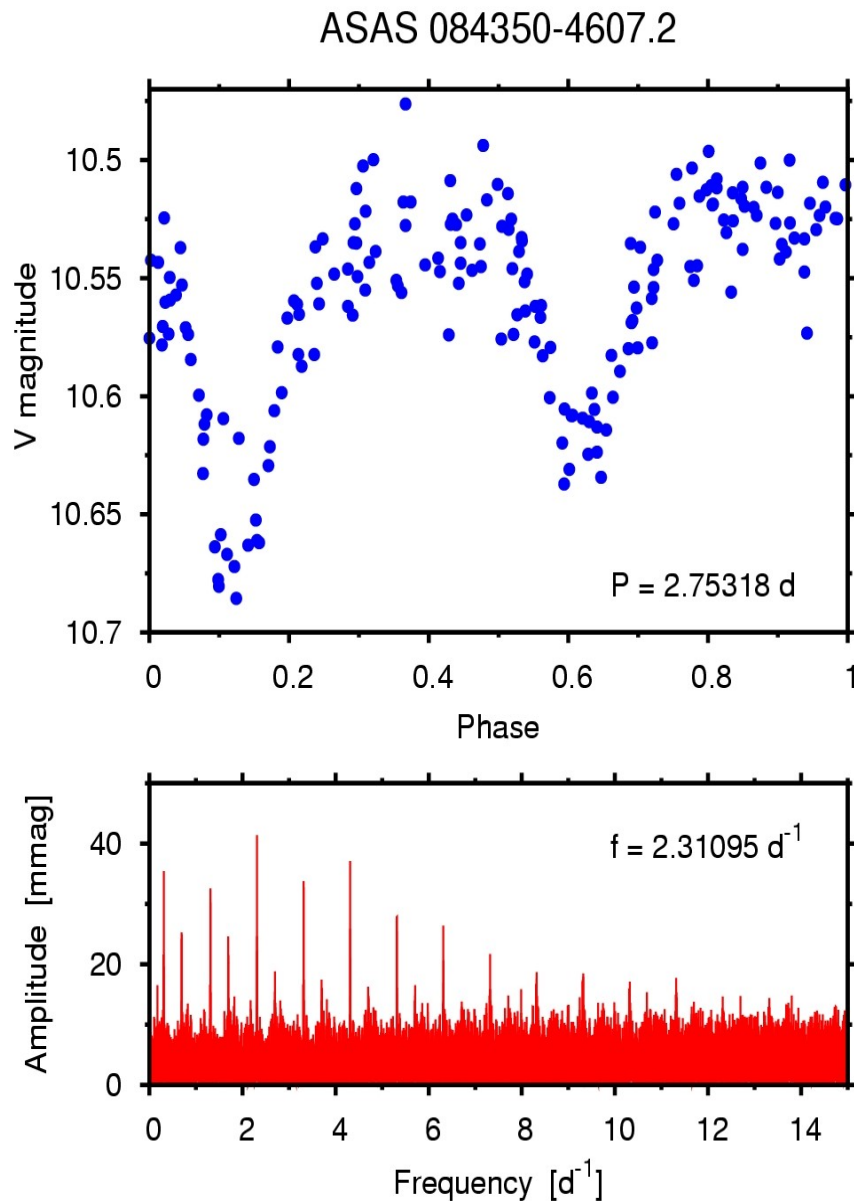 ASAS 084350-4607.2
10.5
10.55
10.6
10.65
10.7
V magnitude
P = 2.75318 d
0 0.2 0.4 0.6 0.8 1
Phase
40
20
0
Amplitude [mmag]
f = 2.31095 d⁻¹
0 2 4 6 8 10 12 14
Frequency [d⁻¹]